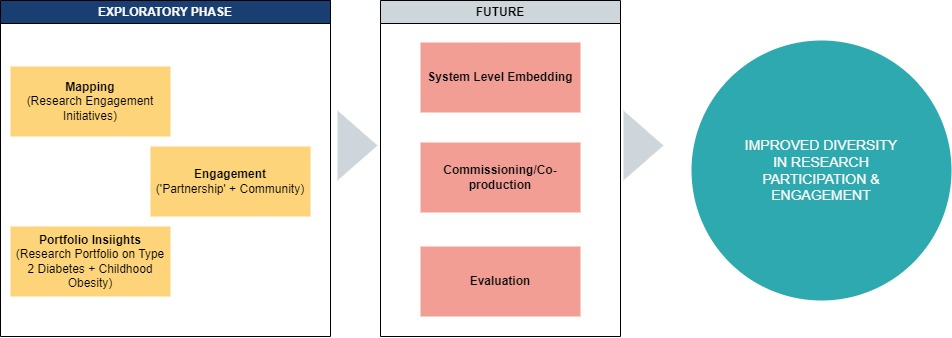 EXPLORATORY PHASE
Mapping
(Research Engagement
Initiatives)
Engagement
('Partnership' + Community)
Portfolio Insiights
(Research Portfolio on Type
2 Diabetes + Childhood
Obesity)
FUTURE
System Level Embedding
Commissioning/Co-
production
Evaluation
IMPROVED DIVERSITY
IN RESEARCH
PARTICIPATION &
ENGAGEMENT